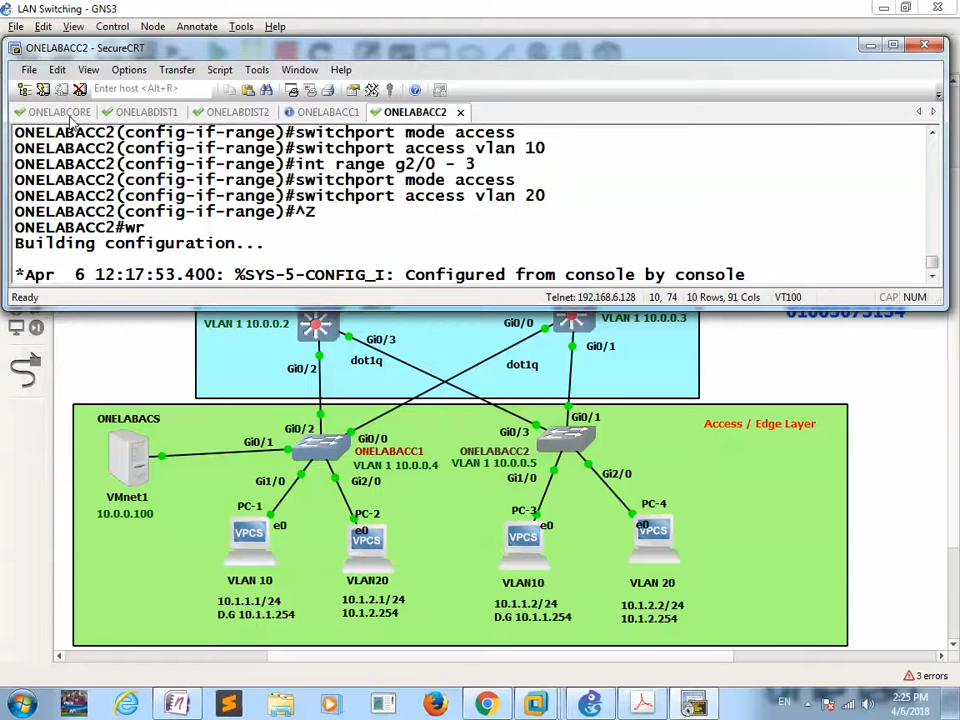 LAN Switching - GNS3
File Edit View Control Node Annotate Tools Help
ONELABACC2 - SecureCRT
File Edit View Options Transfer Script Tools Window Help
Enter host <Alt+R>
ONELABCORE ONELABDIST1 ONELABDIST2 ONELABACC1 ONELABACC2
ONELABACC2(config-if-range)#switchport mode access
ONELABACC2(config-if-range)#switchport access vlan 10
ONELABACC2(config-if-range)#int range g2/0 - 3
ONELABACC2(config-if-range)#switchport mode access
ONELABACC2(config-if-range)#switchport access vlan 20
ONELABACC2(config-if-range)#^Z
ONELABACC2#wr
Building configuration...
*Apr  6 12:17:53.400: %SYS-5-CONFIG_I: Configured from console by console
Ready Telnet: 192.168.6.128 10, 74 10 Rows, 91 Cols VT100 CAP NUM
VLAN 1 10.0.0.2 Gi0/0 VLAN 1 10.0.0.3
Gi0/3 Gi0/1
dot1q dot1q
Gi0/2
ONELABACS Gi0/1 Access / Edge Layer
Gi0/2 Gi0/0 Gi0/3
Gi0/1 ONELABACC1 ONELABACC2
VLAN 1 10.0.0.4 VLAN 1 10.0.0.5
Gi1/0 Gi2/0 Gi1/0 Gi2/0
VMnet1
10.0.0.100
PC-1 PC-2 PC-3 PC-4
e0 e0 e0 e0
VPCS VPCS VPCS VPCS
VLAN 10 VLAN20 VLAN10 VLAN 20
10.1.1.1/24 10.1.2.1/24 10.1.1.2/24 10.1.2.2/24
D.G 10.1.1.254 10.1.2.254 D.G 10.1.1.254 10.1.2.254
3 errors
EN 2:25 PM
4/6/2018